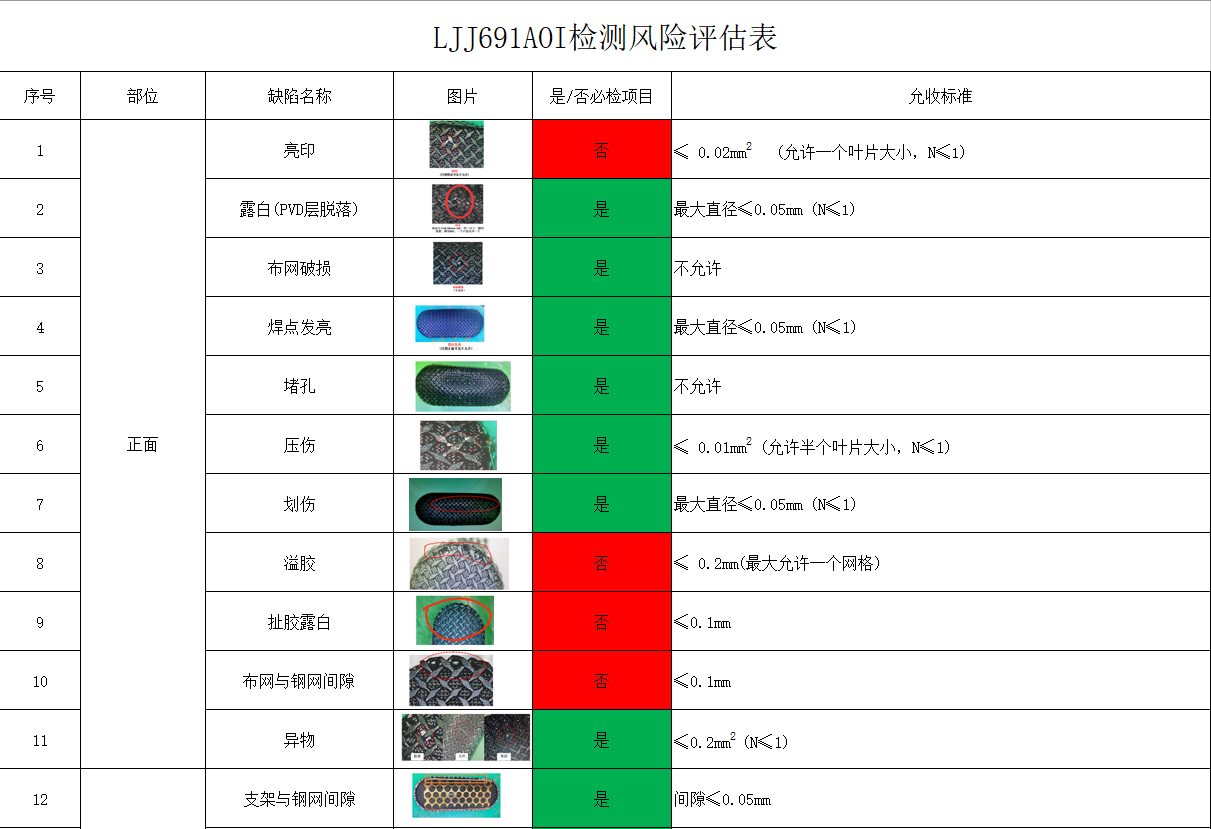 LJJ691AOI检测风险评估表
序号 部位 缺陷名称 图片 是/否必检项目 允收标准
1 亮印 否 ≤ 0.02mm² (允许一个叶片大小，N≤1)
2 露白(PVD层脱落) 是 最大直径≤0.05mm (N≤1)
3 布网破损 是 不允许
4 焊点发亮 是 最大直径≤0.05mm (N≤1)
5 堵孔 是 不允许
6 正面 压伤 是 ≤ 0.01mm² (允许半个叶片大小，N≤1)
7 划伤 是 最大直径≤0.05mm (N≤1)
8 溢胶 否 ≤ 0.2mm(最大允许一个网格)
9 扯胶露白 否 ≤0.1mm
10 布网与钢网间隙 否 ≤0.1mm
11 异物 是 ≤0.2mm² (N≤1)
12 支架与钢网间隙 是 间隙≤0.05mm